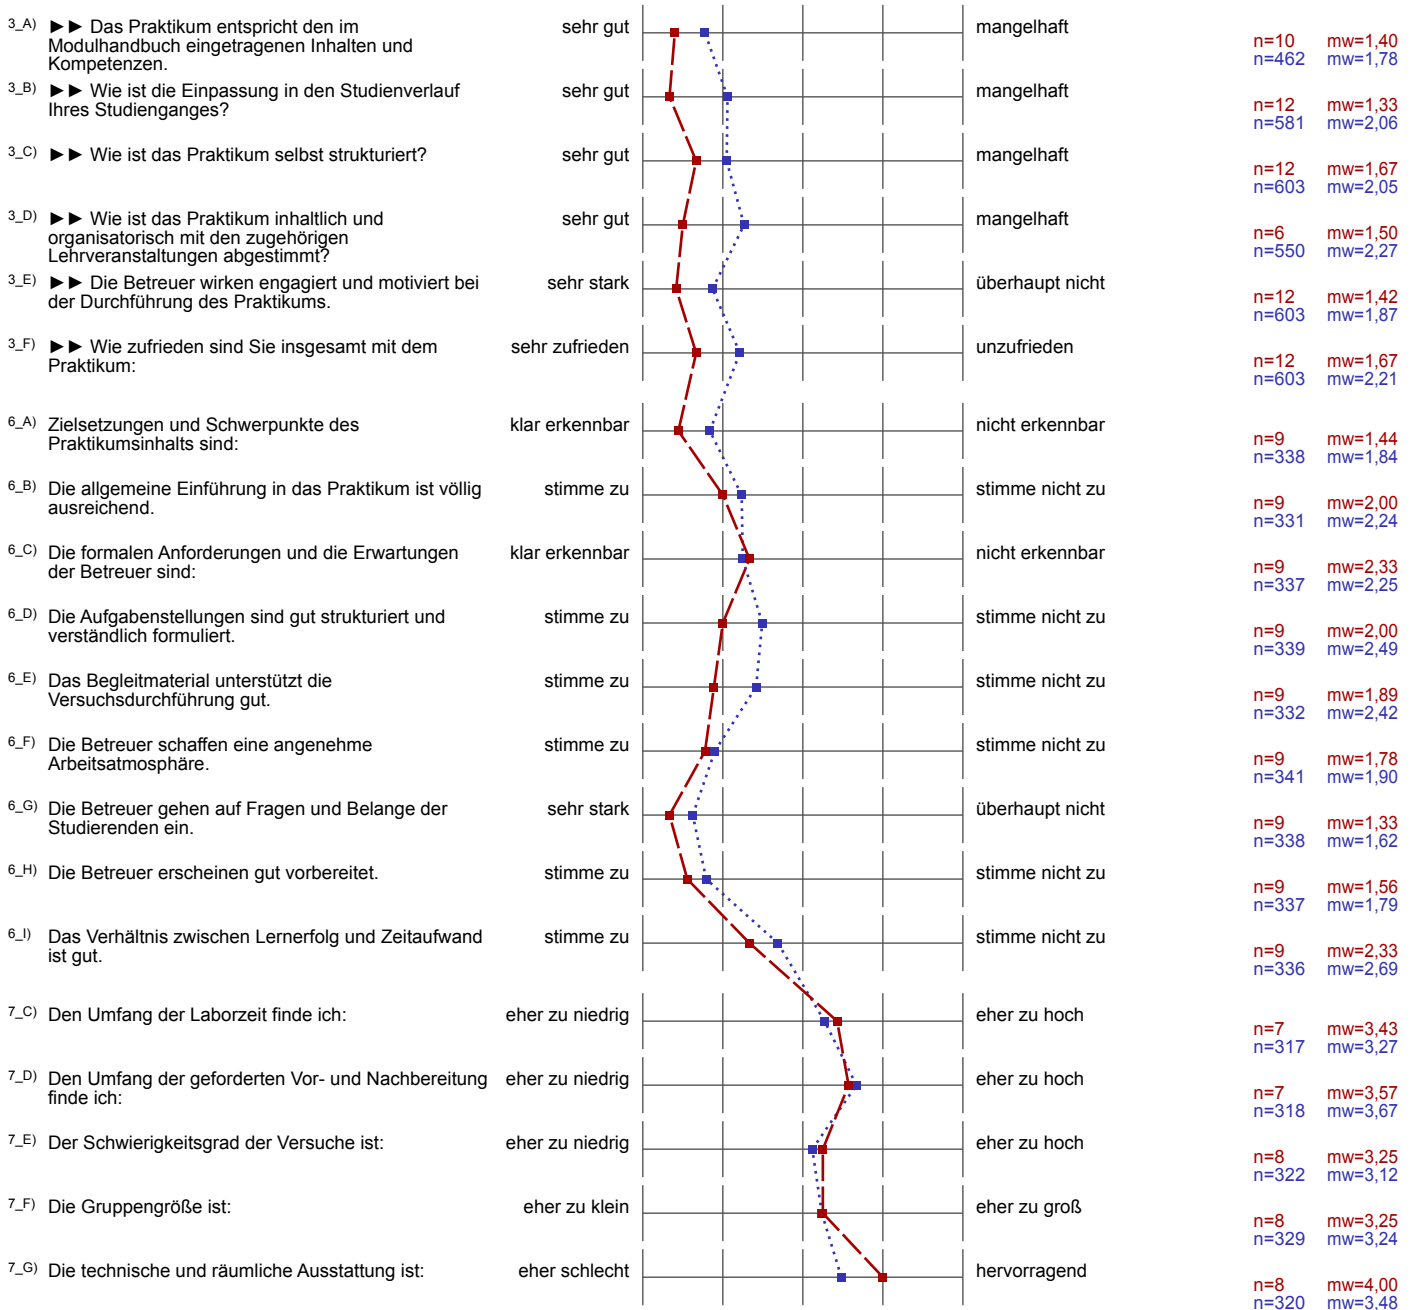 3_A) ►► Das Praktikum entspricht den im
Modulhandbuch eingetragenen Inhalten und
Kompetenzen.
sehr gut
mangelhaft
n=10 mw=1,40
n=462 mw=1,78
3_B) ►► Wie ist die Einpassung in den Studienverlauf
Ihres Studienganges?
sehr gut
mangelhaft
n=12 mw=1,33
n=581 mw=2,06
3_C) ►► Wie ist das Praktikum selbst strukturiert?
sehr gut
mangelhaft
n=12 mw=1,67
n=603 mw=2,05
3_D) ►► Wie ist das Praktikum inhaltlich und
organisatorisch mit den zugehörigen
Lehrveranstaltungen abgestimmt?
sehr gut
mangelhaft
n=6 mw=1,50
n=550 mw=2,27
3_E) ►► Die Betreuer wirken engagiert und motiviert bei
der Durchführung des Praktikums.
sehr stark
überhaupt nicht
n=12 mw=1,42
n=603 mw=1,87
3_F) ►► Wie zufrieden sind Sie insgesamt mit dem
Praktikum:
sehr zufrieden
unzufrieden
n=12 mw=1,67
n=603 mw=2,21
6_A) Zielsetzungen und Schwerpunkte des
Praktikumsinhalts sind:
klar erkennbar
nicht erkennbar
n=9 mw=1,44
n=338 mw=1,84
6_B) Die allgemeine Einführung in das Praktikum ist völlig
ausreichend.
stimme zu
stimme nicht zu
n=9 mw=2,00
n=331 mw=2,24
6_C) Die formalen Anforderungen und die Erwartungen
der Betreuer sind:
klar erkennbar
nicht erkennbar
n=9 mw=2,33
n=337 mw=2,25
6_D) Die Aufgabenstellungen sind gut strukturiert und
verständlich formuliert.
stimme zu
stimme nicht zu
n=9 mw=2,00
n=339 mw=2,49
6_E) Das Begleitmaterial unterstützt die
Versuchsdurchführung gut.
stimme zu
stimme nicht zu
n=9 mw=1,89
n=332 mw=2,42
6_F) Die Betreuer schaffen eine angenehme
Arbeitsatmosphäre.
stimme zu
stimme nicht zu
n=9 mw=1,78
n=341 mw=1,90
6_G) Die Betreuer gehen auf Fragen und Belange der
Studierenden ein.
sehr stark
überhaupt nicht
n=9 mw=1,33
n=338 mw=1,62
6_H) Die Betreuer erscheinen gut vorbereitet.
stimme zu
stimme nicht zu
n=9 mw=1,56
n=337 mw=1,79
6_I) Das Verhältnis zwischen Lernerfolg und Zeitaufwand
ist gut.
stimme zu
stimme nicht zu
n=9 mw=2,33
n=336 mw=2,69
7_C) Den Umfang der Laborzeit finde ich:
eher zu niedrig
eher zu hoch
n=7 mw=3,43
n=317 mw=3,27
7_D) Den Umfang der geforderten Vor- und Nachbereitung
finde ich:
eher zu niedrig
eher zu hoch
n=7 mw=3,57
n=318 mw=3,67
7_E) Der Schwierigkeitsgrad der Versuche ist:
eher zu niedrig
eher zu hoch
n=8 mw=3,25
n=322 mw=3,12
7_F) Die Gruppengröße ist:
eher zu klein
eher zu groß
n=8 mw=3,25
n=329 mw=3,24
7_G) Die technische und räumliche Ausstattung ist:
eher schlecht
hervorragend
n=8 mw=4,00
n=320 mw=3,48